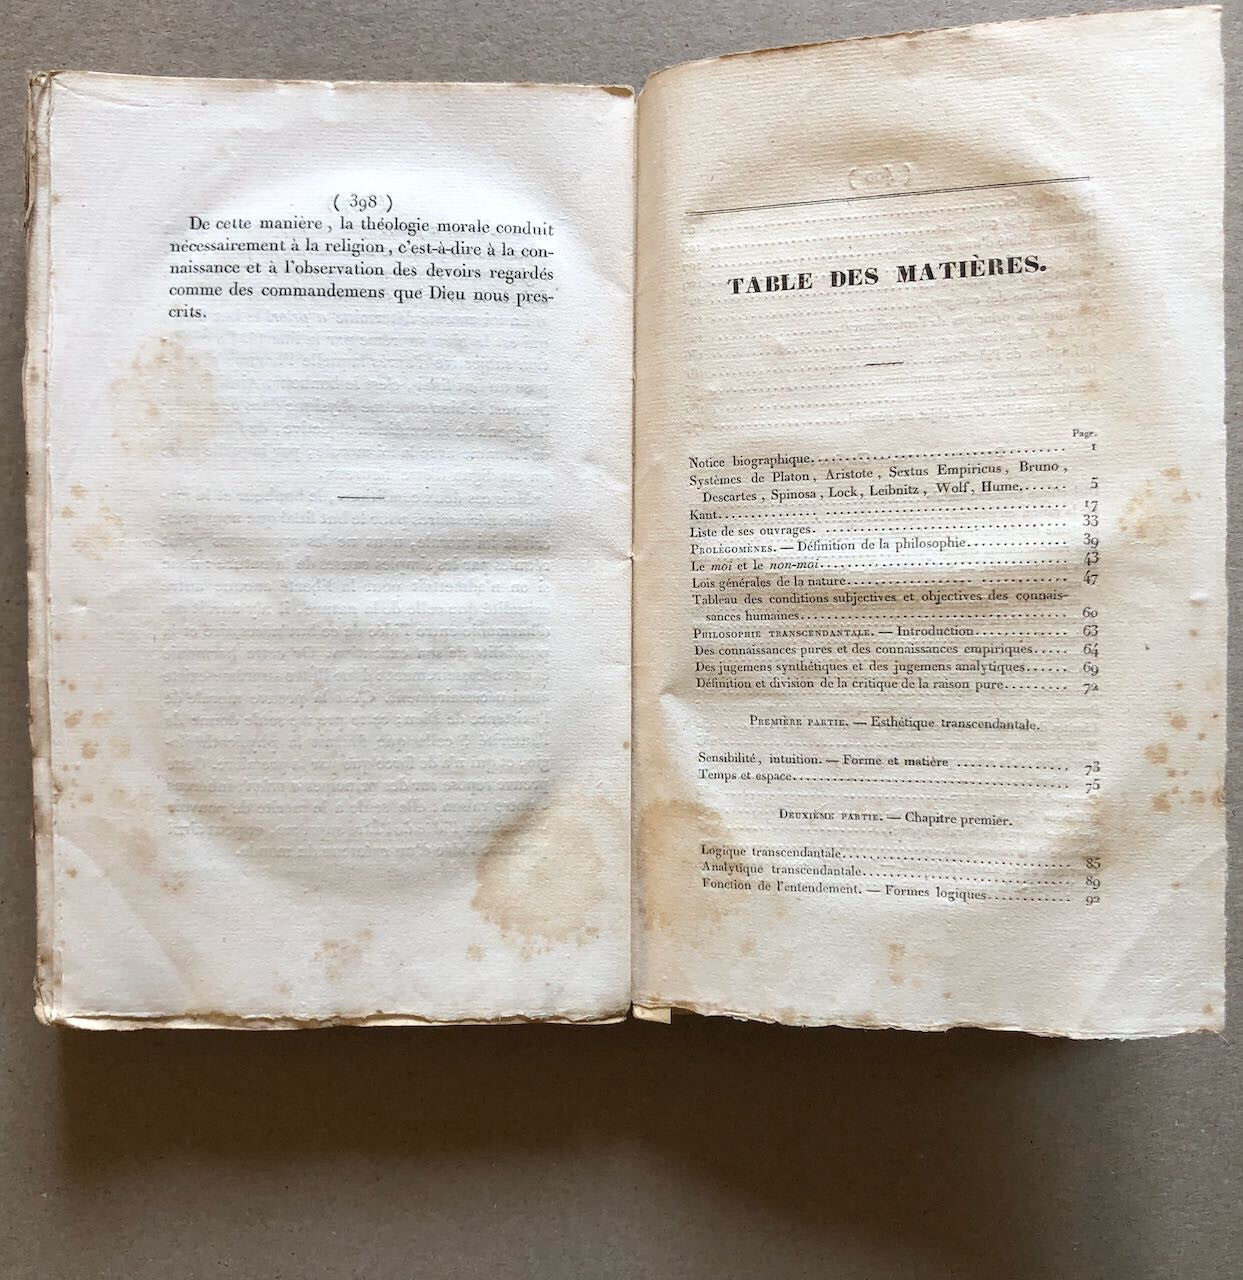 ( 398 )
De cette manière, la théologie morale conduit
nécessairement à la religion, c'est-à-dire à la con-
naissance et à l'observation des devoirs regardés
comme des commandemens que Dieu nous pres-
crits.
TABLE DES MATIÈRES.
Page.
Notice biographique. 1
Systèmes de Platon, Aristote, Sextus Empiricus, Bruno,
Descartes, Spinosa, Lock, Leibnitz, Wolf, Hume. 5
Kant. 17
Liste de ses ouvrages. 33
PROLÉGOMÈNES. — Définition de la philosophie. 39
Le moi et le non-moi. 43
Lois générales de la nature. 47
Tableau des conditions subjectives et objectives des connais-
sances humaines. 60
PHILOSOPHIE TRANSCENDANTALE. — Introduction. 63
Des connaissances pures et des connaissances empiriques. 64
Des jugemens synthétiques et des jugemens analytiques. 69
Définition et division de la critique de la raison pure. 72
PREMIÈRE PARTIE. — Esthétique transcendantale.
Sensibilité, intuition. — Forme et matière 73
Temps et espace. 75
DEUXIÈME PARTIE. — Chapitre premier.
Logique transcendantale. 85
Analytique transcendantale. 89
Fonction de l'entendement. — Formes logiques. 92